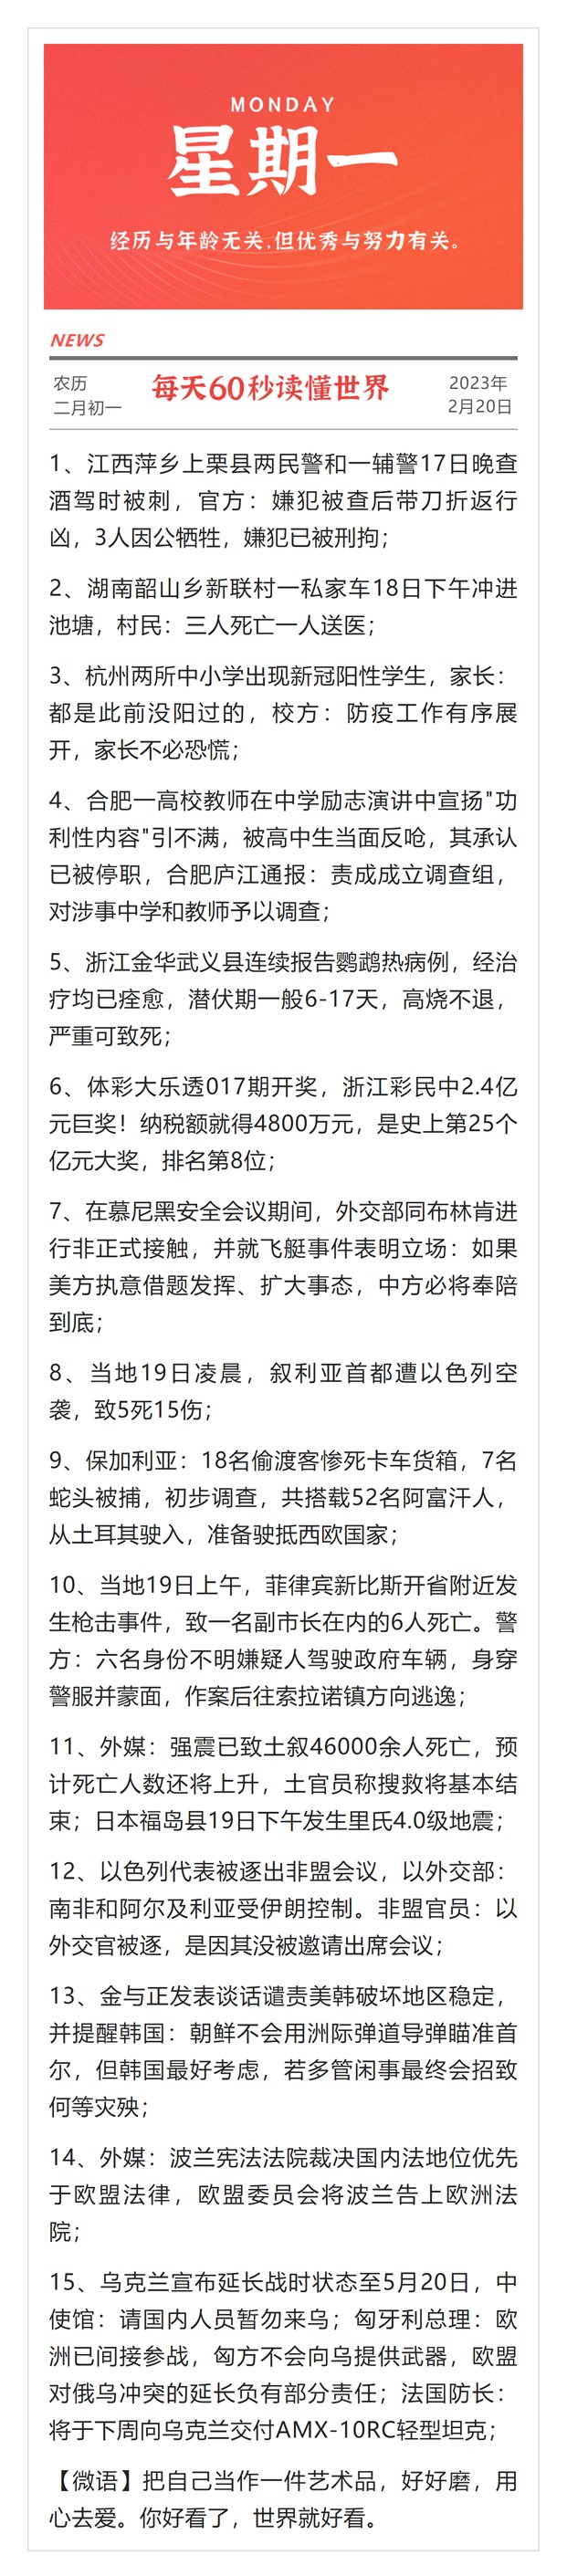 MONDAY
星期一
经历与年龄无关,但优秀与努力有关。
NEWS
农历
二月初一
每天60秒读懂世界
2023年
2月20日
1、江西萍乡上栗县两民警和一辅警17日晚查
酒驾时被刺，官方：嫌犯被查后带刀折返行
凶，3人因公牺牲，嫌犯已被刑拘；
2、湖南韶山乡新联村一私家车18日下午冲进
池塘，村民：三人死亡一人送医；
3、杭州两所中小学出现新冠阳性学生，家长：
都是此前没阳过的，校方：防疫工作有序展
开，家长不必恐慌；
4、合肥一高校教师在中学励志演讲中宣扬"功
利性内容"引不满，被高中生当面反呛，其承认
已被停职，合肥庐江通报：责成成立调查组，
对涉事中学和教师予以调查；
5、浙江金华武义县连续报告鹦鹉热病例，经治
疗均已痊愈，潜伏期一般6-17天，高烧不退，
严重可致死；
6、体彩大乐透017期开奖，浙江彩民中2.4亿
元巨奖！纳税额就得4800万元，是史上第25个
亿元大奖，排名第8位；
7、在慕尼黑安全会议期间，外交部同布林肯进
行非正式接触，并就飞艇事件表明立场：如果
美方执意借题发挥、扩大事态，中方必将奉陪
到底；
8、当地19日凌晨，叙利亚首都遭以色列空
袭，致5死15伤；
9、保加利亚：18名偷渡客惨死卡车货箱，7名
蛇头被捕，初步调查，共搭载52名阿富汗人，
从土耳其驶入，准备驶抵西欧国家；
10、当地19日上午，菲律宾新比斯开省附近发
生枪击事件，致一名副市长在内的6人死亡。警
方：六名身份不明嫌疑人驾驶政府车辆，身穿
警服并蒙面，作案后往索拉诺镇方向逃逸；
11、外媒：强震已致土叙46000余人死亡，预
计死亡人数还将上升，土官员称搜救将基本结
束；日本福岛县19日下午发生里氏4.0级地震；
12、以色列代表被逐出非盟会议，以外交部：
南非和阿尔及利亚受伊朗控制。非盟官员：以
外交官被逐，是因其没被邀请出席会议；
13、金与正发表谈话谴责美韩破坏地区稳定，
并提醒韩国：朝鲜不会用洲际弹道导弹瞄准首
尔，但韩国最好考虑，若多管闲事最终会招致
何等灾殃；
14、外媒：波兰宪法法院裁决国内法地位优先
于欧盟法律，欧盟委员会将波兰告上欧洲法
院；
15、乌克兰宣布延长战时状态至5月20日，中
使馆：请国内人员暂勿来乌；匈牙利总理：欧
洲已间接参战，匈方不会向乌提供武器，欧盟
对俄乌冲突的延长负有部分责任；法国防长：
将于下周向乌克兰交付AMX-10RC轻型坦克；
【微语】把自己当作一件艺术品，好好磨，用
心去爱。你好看了，世界就好看。